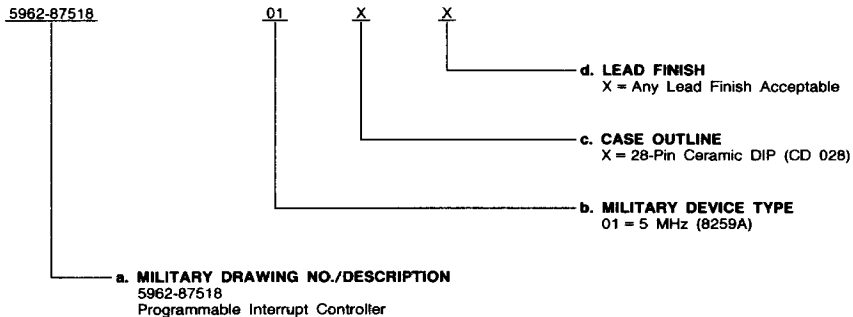 5962-87518 01 X X
d. LEAD FINISH
X = Any Lead Finish Acceptable
c. CASE OUTLINE
X = 28-Pin Ceramic DIP (CD 028)
b. MILITARY DEVICE TYPE
01 = 5 MHz (8259A)
a. MILITARY DRAWING NO./DESCRIPTION
5962-87518
Programmable Interrupt Controller